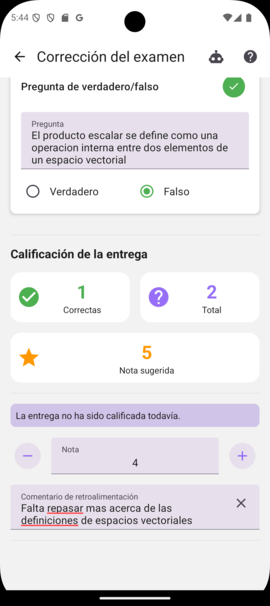 5:44
Corrección del examen
Pregunta de verdadero/falso
Pregunta
El producto escalar se define como una
operacion interna entre dos elementos de
un espacio vectorial
Verdadero
Falso
Calificación de la entrega
1
Correctas
2
Total
5
Nota sugerida
La entrega no ha sido calificada todavía.
Nota
4
Comentario de retroalimentación
Falta repasar mas acerca de las
definiciones de espacios vectoriales